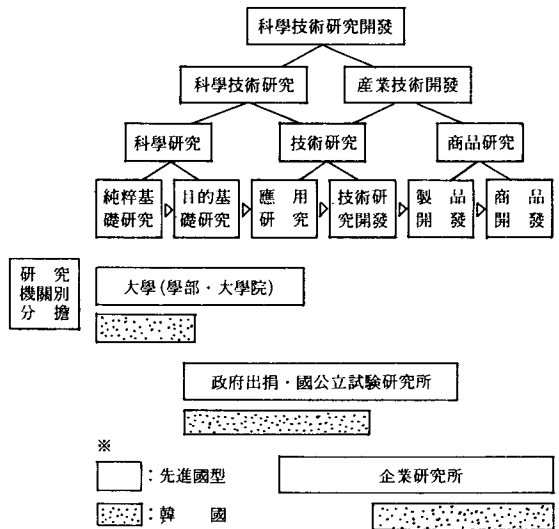 科學技術研究開發
科學技術研究
産業技術開發
科學研究
技術研究
商品研究
純粹基
礎研究
目的基
礎研究
應用
研究
技術研
究開發
製品
開發
商品
開發
研究
機關別
分擔
大學(學部・大學院)
政府出捐・國公立試驗研究所
※
:先進國型
企業研究所
:韓國